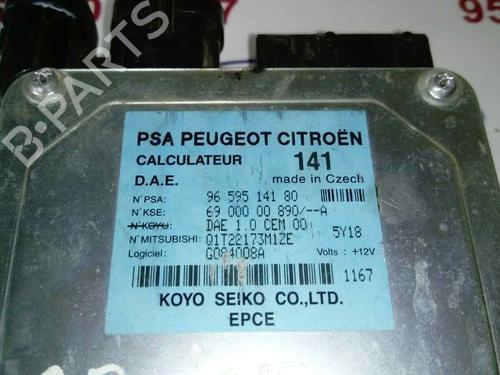 PSA PEUGEOT CITROËN
CALCULATEUR 141
D.A.E. made in Czech
N°PSA: 96 595 141 80
N°KSE: 69 000 00 890/--A
N°KOYO: DAE 1.0 CEM 00
N°MITSUBISHI: Q1T22173M1ZE 5Y18
Logiciel: G084008A Volts : +12V
1167
KOYO SEIKO CO.,LTD.
EPCE
B-PARTS